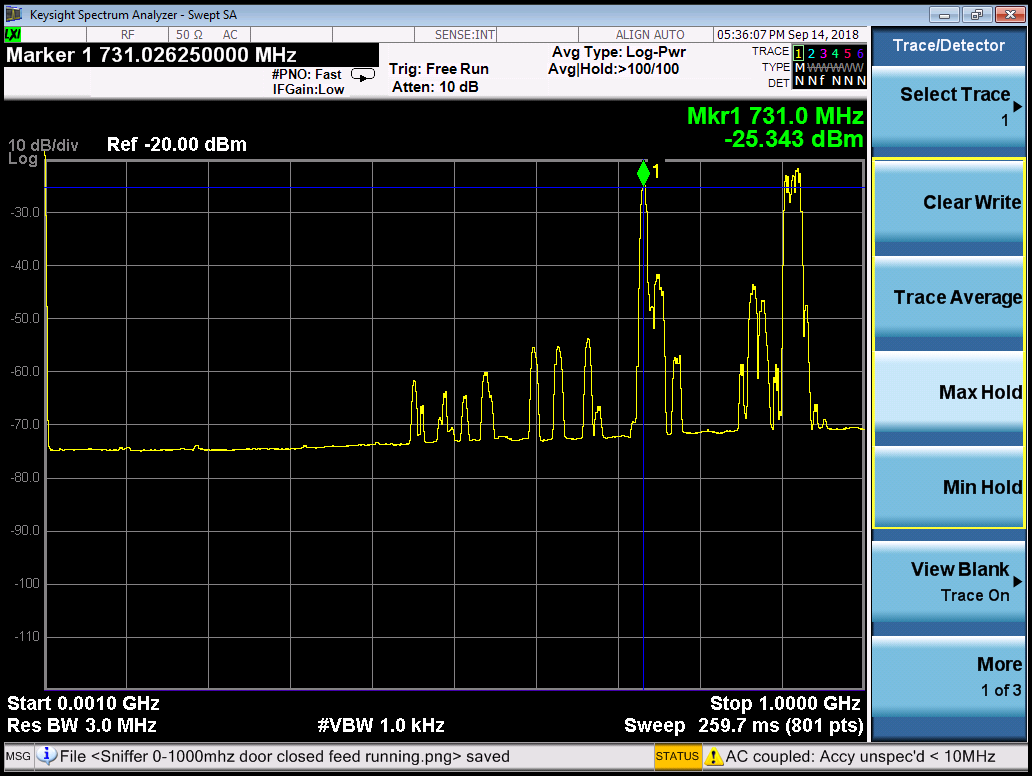 Keysight Spectrum Analyzer - Swept SA
LXI RF 50 Ω AC SENSE:INT ALIGN AUTO 05:36:07 PM Sep 14, 2018
Marker 1 731.026250000 MHz
#PNO: Fast
IFGain:Low
Trig: Free Run
Atten: 10 dB
Avg Type: Log-Pwr
Avg|Hold:>100/100
TRACE 1 2 3 4 5 6
TYPE M W W W W W
DET N N f N N N
Mkr1 731.0 MHz
-25.343 dBm
10 dB/div Ref -20.00 dBm
Log
1
-30.0
-40.0
-50.0
-60.0
-70.0
-80.0
-90.0
-100
-110
Start 0.0010 GHz Stop 1.0000 GHz
Res BW 3.0 MHz #VBW 1.0 kHz Sweep 259.7 ms (801 pts)
MSG File <Sniffer 0-1000mhz door closed feed running.png> saved STATUS AC coupled: Accy unspec'd < 10MHz
Trace/Detector
Select Trace
1
Clear Write
Trace Average
Max Hold
Min Hold
View Blank
Trace On
More
1 of 3